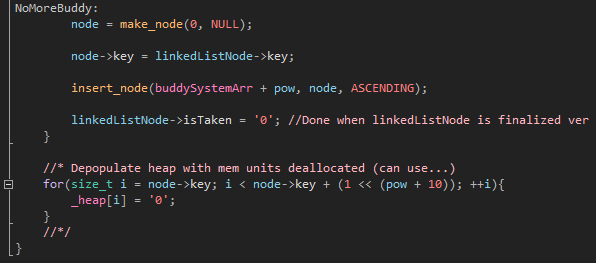 NoMoreBuddy:
node = make_node(0, NULL);
node->key = linkedListNode->key;
insert_node(buddySystemArr + pow, node, ASCENDING);
linkedListNode->isTaken = '0'; //Done when linkedListNode is finalized ver
}
//* Depopulate heap with mem units deallocated (can use...)
for(size_t i = node->key; i < node->key + (1 << (pow + 10)); ++i){
_heap[i] = '0';
}
//*/
}